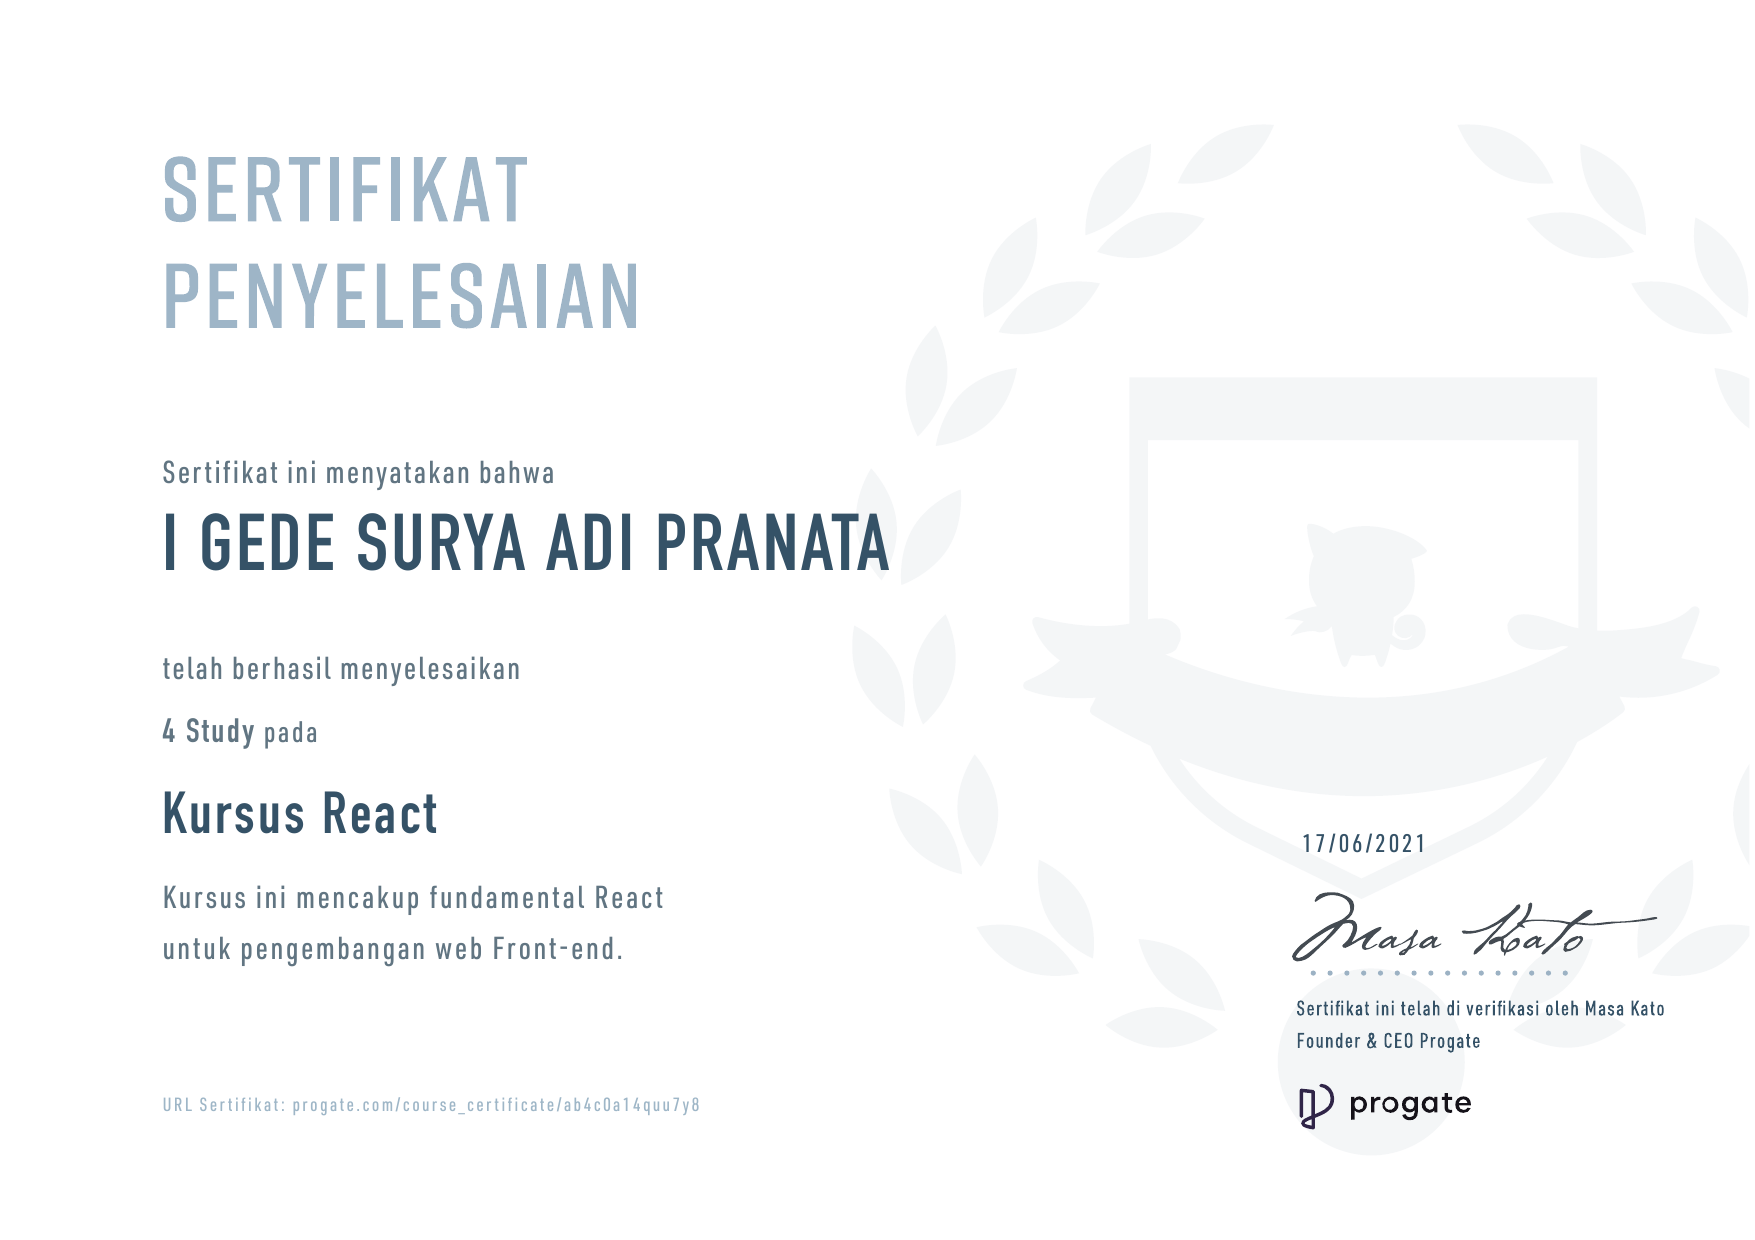 SERTIFIKAT
PENYELESAIAN
Sertifikat ini menyatakan bahwa
I GEDE SURYA ADI PRANATA
telah berhasil menyelesaikan
4 Study pada
Kursus React
Kursus ini mencakup fundamental React
untuk pengembangan web Front-end.
17/06/2021
Masa Kato
Sertifikat ini telah di verifikasi oleh Masa Kato
Founder & CEO Progate
URL Sertifikat: progate.com/course_certificate/ab4c0a14quu7y8
progate